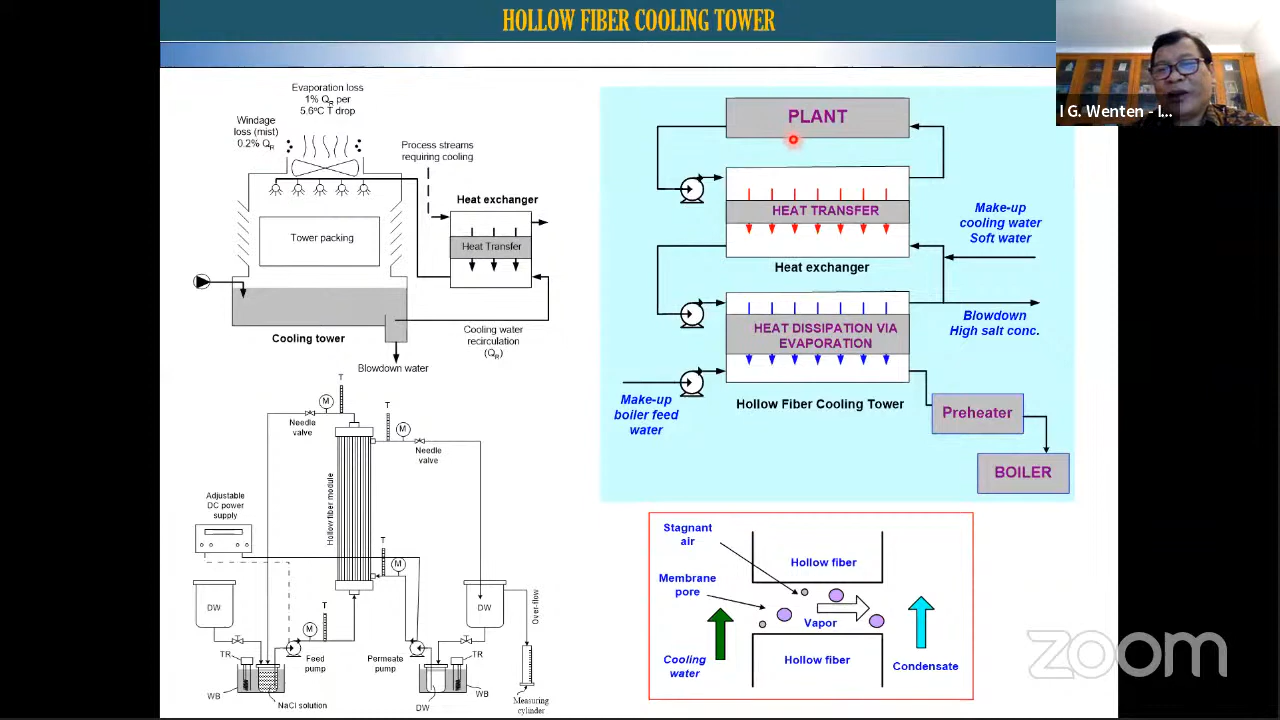 HOLLOW FIBER COOLING TOWER
I G. Wenten - I...
Evaporation loss
1% QR per
5.6°C T drop
Windage
loss (mist)
0.2% QR
Process streams
requiring cooling
Heat exchanger
Tower packing
Heat Transfer
Cooling tower
Cooling water
recirculation
(QR)
Blowdown water
PLANT
HEAT TRANSFER
Heat exchanger
Make-up
cooling water
Soft water
HEAT DISSIPATION VIA
EVAPORATION
Blowdown
High salt conc.
Make-up
boiler feed
water
Hollow Fiber Cooling Tower
Preheater
BOILER
T
M
T
M
Needle
valve
Needle
valve
Hollow fiber module
Adjustable
DC power
supply
T
M
DW
T
M
DW
Over-flow
TR
Feed
pump
Permeate
pump
TR
WB
NaCl solution
DW
WB
Measuring
cylinder
Stagnant
air
Hollow fiber
Membrane
pore
Vapor
Cooling
water
Hollow fiber
Condensate
zoom